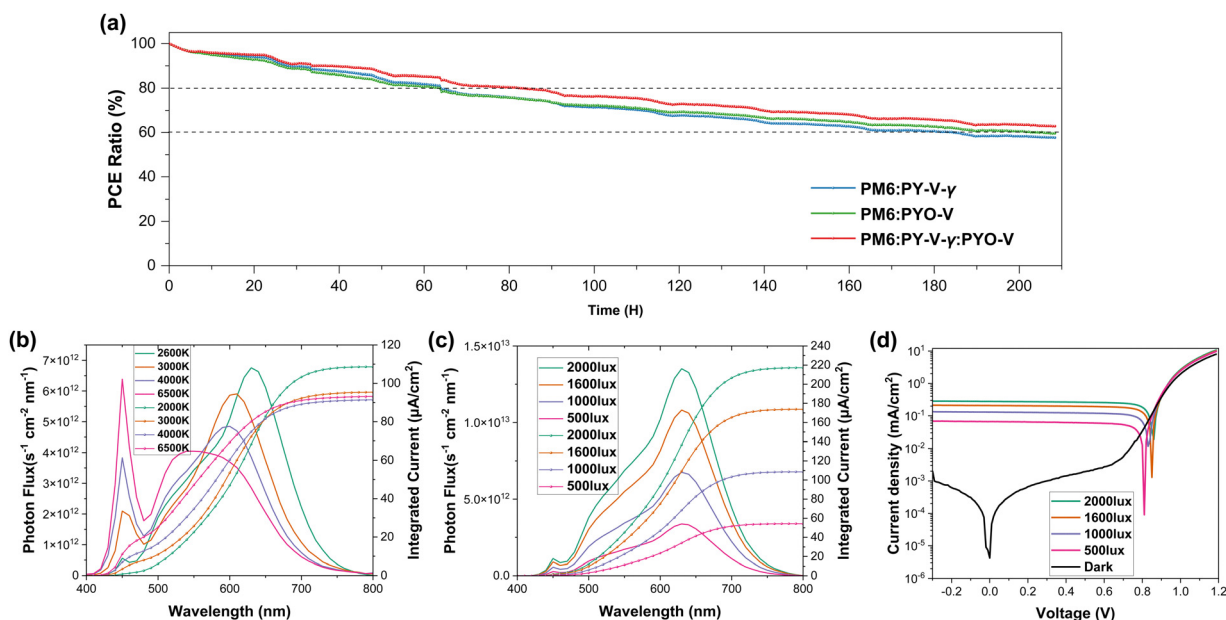 (a)
PCE Ratio (%)
100
80
60
40
20
0
PM6:PY-V-γ
PM6:PYO-V
PM6:PY-V-γ:PYO-V
0 20 40 60 80 100 120 140 160 180 200
Time (H)
(b)
Photon Flux(s⁻¹ cm⁻² nm⁻¹)
7×10¹²
6×10¹²
5×10¹²
4×10¹²
3×10¹²
2×10¹²
1×10¹²
0
2600K
3000K
4000K
6500K
2000K
3000K
4000K
6500K
120
100
80
60
40
20
0
Integrated Current (μA/cm²)
400 500 600 700 800
Wavelength (nm)
(c)
Photon Flux(s⁻¹ cm⁻² nm⁻¹)
1.5×10¹³
1.0×10¹³
5.0×10¹²
0.0
2000lux
1600lux
1000lux
500lux
2000lux
1600lux
1000lux
500lux
240
220
200
180
160
140
120
100
80
60
40
20
0
Integrated Current (μA/cm²)
400 450 500 550 600 650 700 750 800
Wavelength (nm)
(d)
Current density (mA/cm²)
10¹
10⁰
10⁻¹
10⁻²
10⁻³
10⁻⁴
10⁻⁵
10⁻⁶
2000lux
1600lux
1000lux
500lux
Dark
-0.2 0.0 0.2 0.4 0.6 0.8 1.0 1.2
Voltage (V)